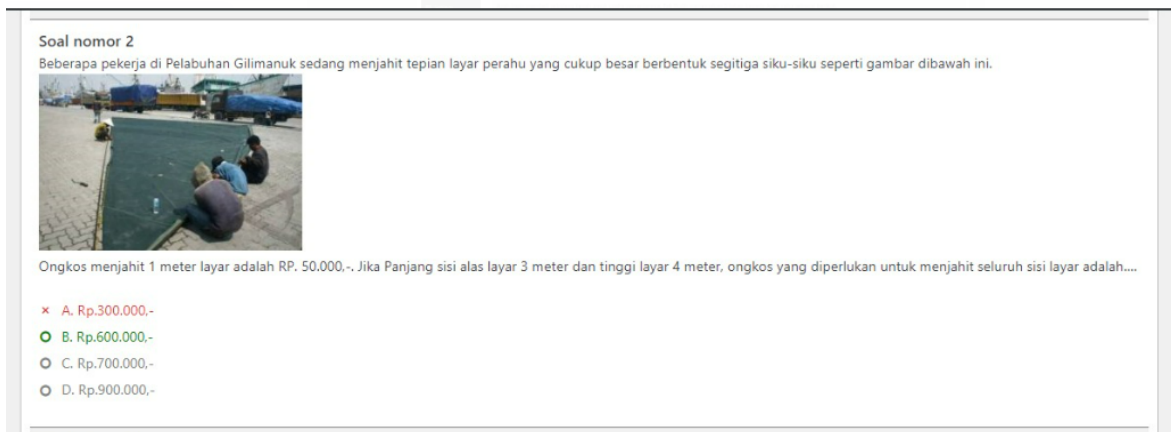 Soal nomor 2
Beberapa pekerja di Pelabuhan Gilimanuk sedang menjahit tepian layar perahu yang cukup besar berbentuk segitiga siku-siku seperti gambar dibawah ini.
Ongkos menjahit 1 meter layar adalah RP. 50.000,-. Jika Panjang sisi alas layar 3 meter dan tinggi layar 4 meter, ongkos yang diperlukan untuk menjahit seluruh sisi layar adalah....
× A. Rp.300.000,-
B. Rp.600.000,-
C. Rp.700.000,-
D. Rp.900.000,-